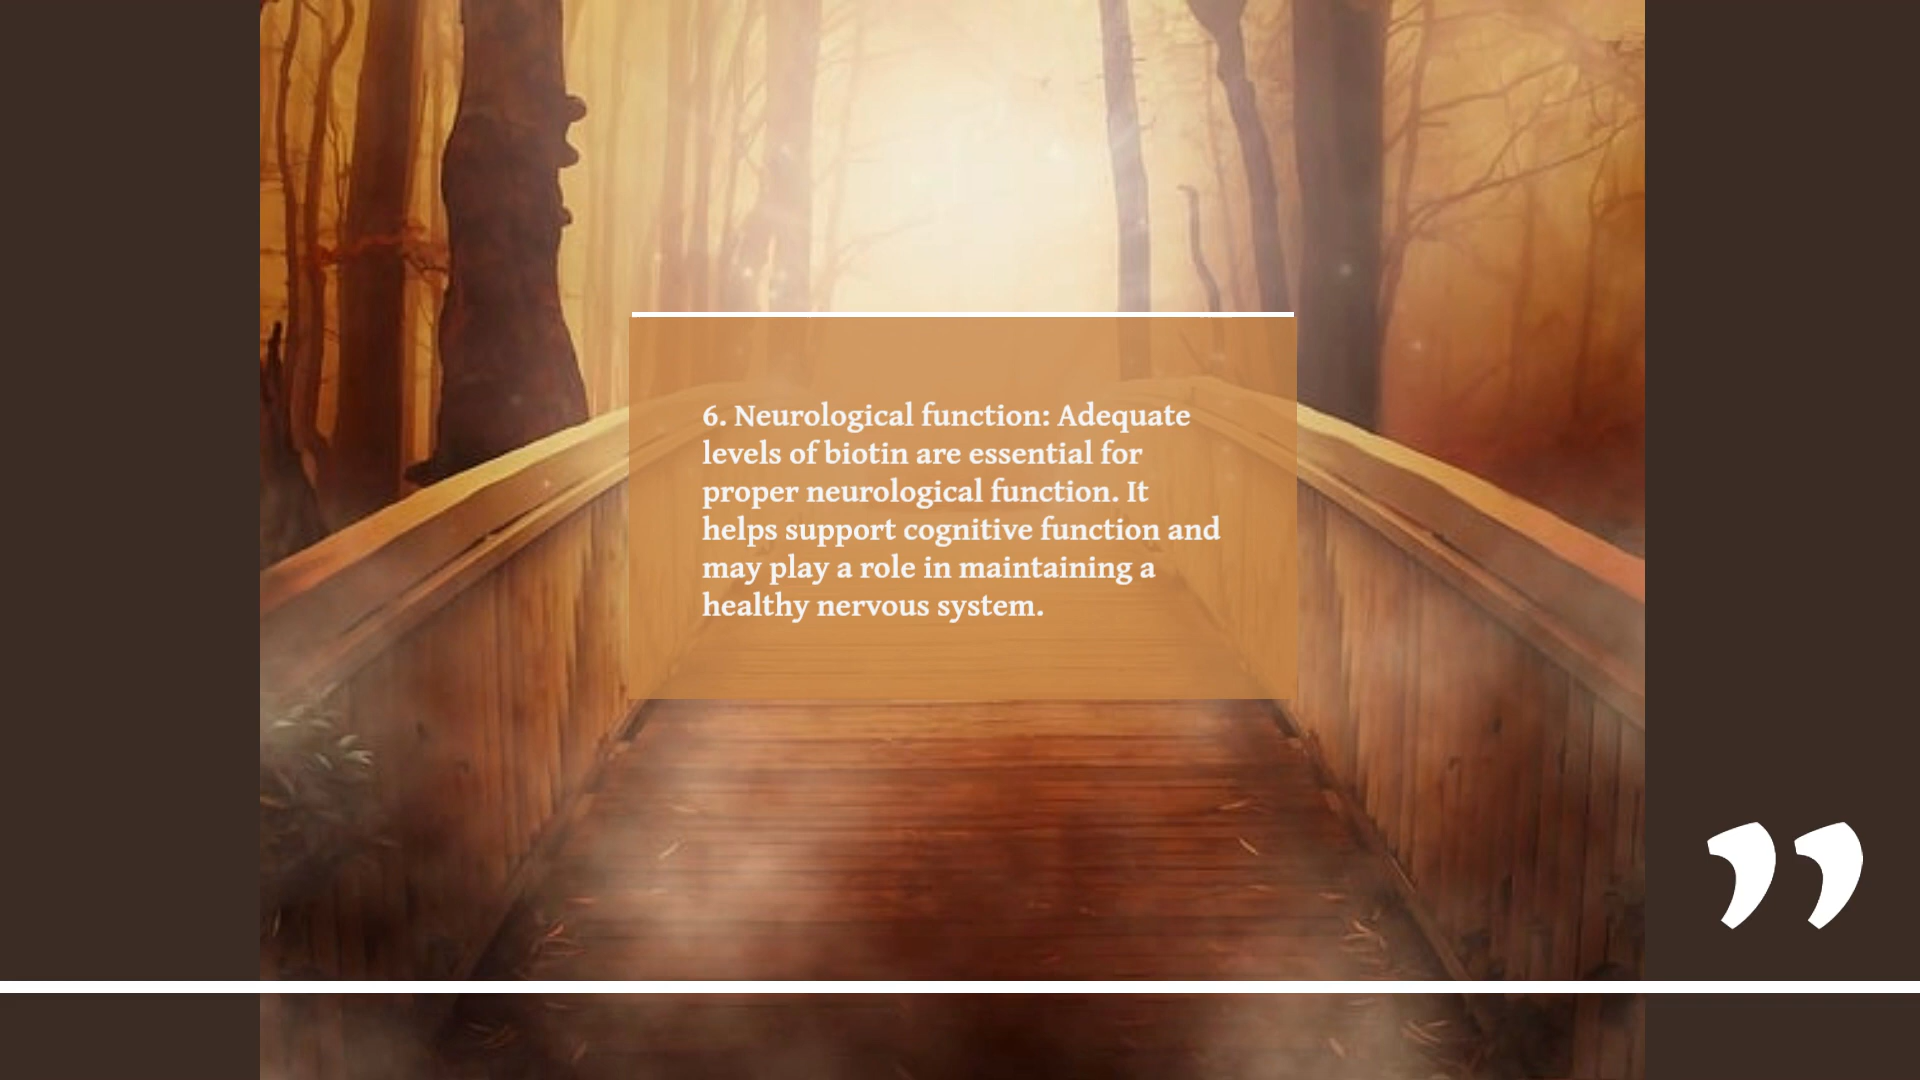 6. Neurological function: Adequate
levels of biotin are essential for
proper neurological function. It
helps support cognitive function and
may play a role in maintaining a
healthy nervous system.
”